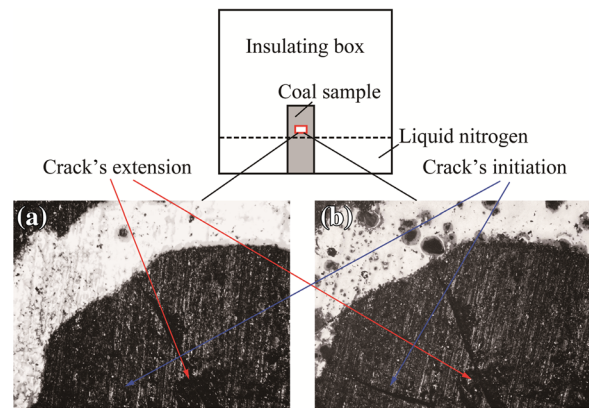 Insulating box
Coal sample
Liquid nitrogen
Crack's extension
Crack's initiation
(a)
(b)